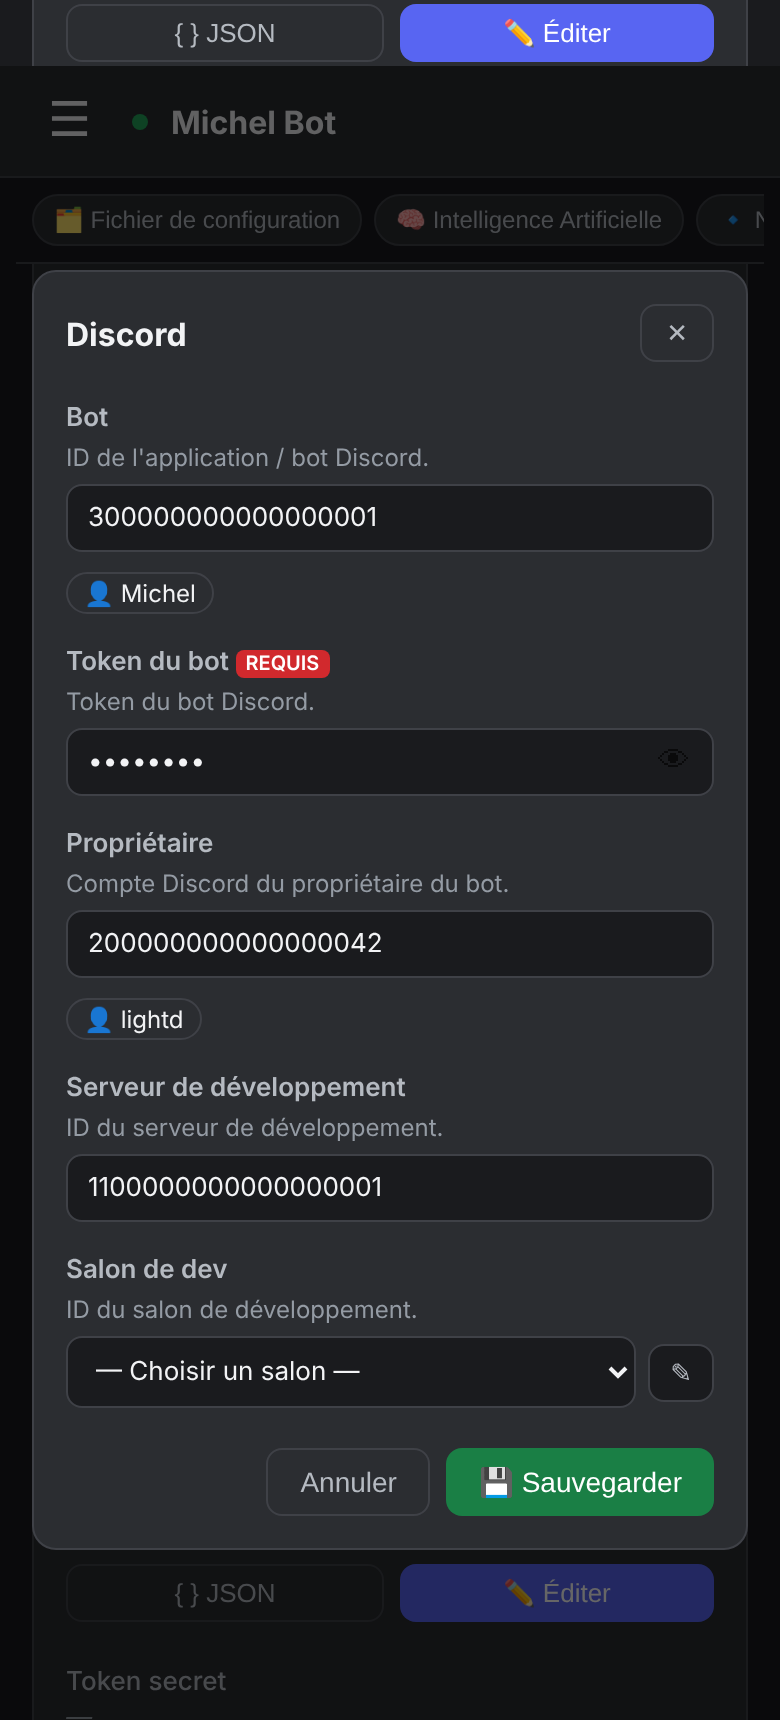 { } JSON
✏️ Éditer
☰ Michel Bot
🗂️ Fichier de configuration
🧠 Intelligence Artificielle
🔹 N
Discord
✕
Bot
ID de l'application / bot Discord.
300000000000000001
👤 Michel
Token du bot REQUIS
Token du bot Discord.
••••••••
Propriétaire
Compte Discord du propriétaire du bot.
200000000000000042
👤 lightd
Serveur de développement
ID du serveur de développement.
1100000000000000001
Salon de dev
ID du salon de développement.
— Choisir un salon —
✎
Annuler
💾 Sauvegarder
{ } JSON
✏️ Éditer
Token secret
—